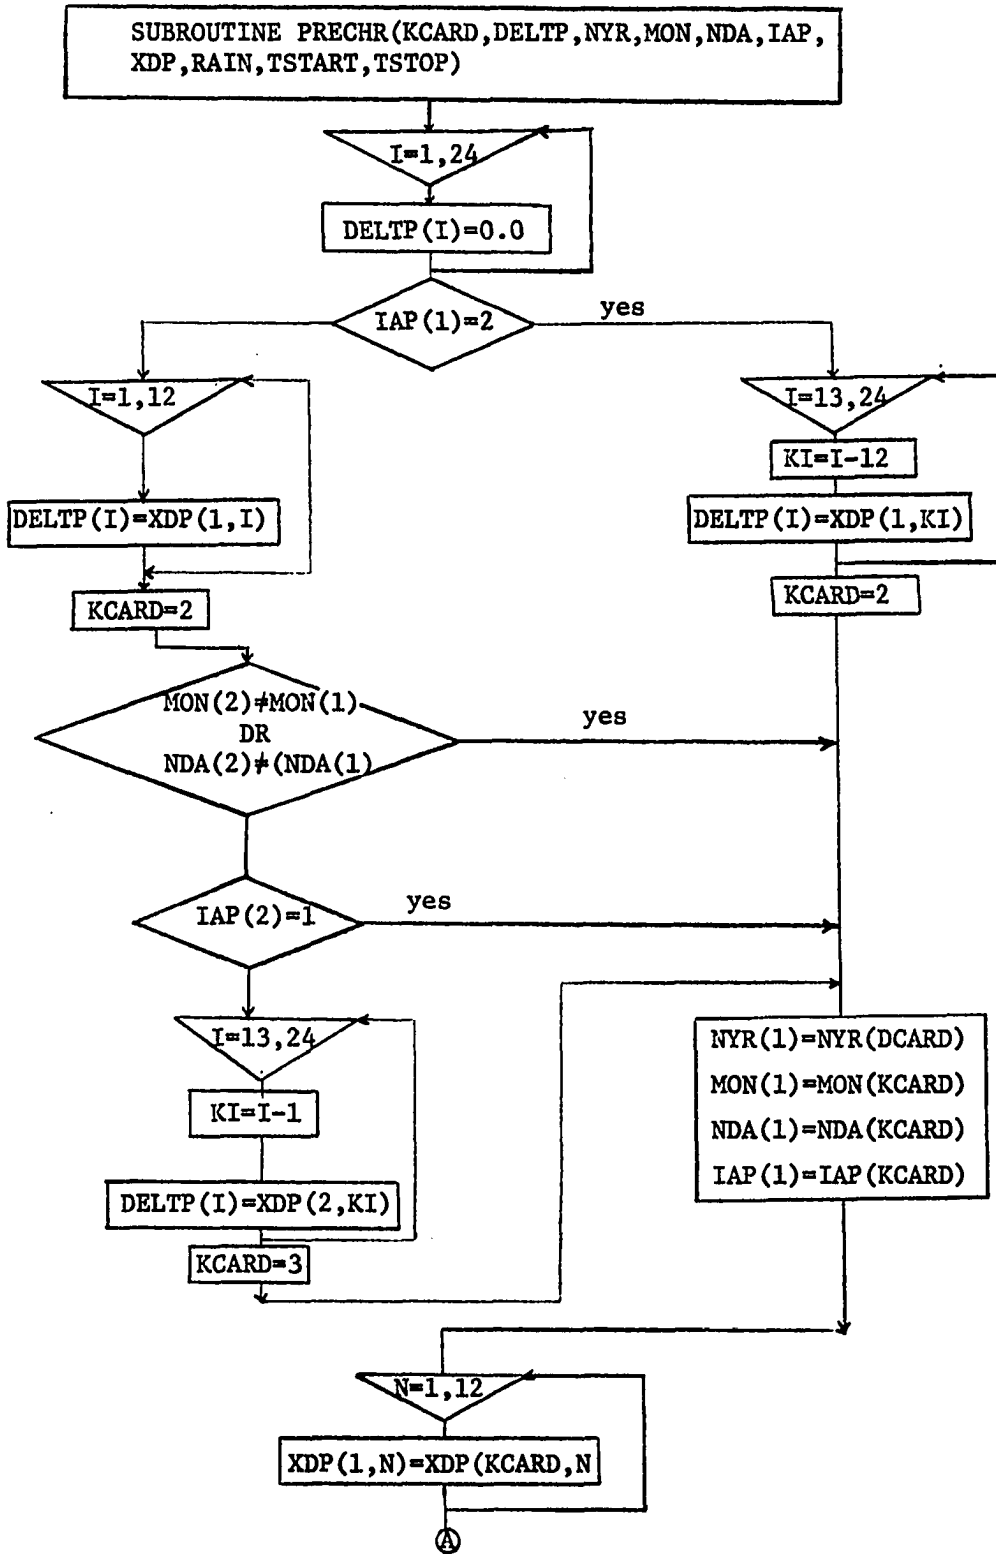 SUBROUTINE PRECHR(KCARD,DELTP,NYR,MON,NDA,IAP,
XDP,RAIN,TSTART,TSTOP)
I=1,24
DELTP(I)=0.0
IAP(1)=2
yes
I=1,12
DELTP(I)=XDP(1,I)
KCARD=2
I=13,24
KI=I-12
DELTP(I)=XDP(1,KI)
KCARD=2
MON(2)≠MON(1)
DR
NDA(2)≠(NDA(1)
yes
IAP(2)=1
yes
I=13,24
KI=I-1
DELTP(I)=XDP(2,KI)
KCARD=3
NYR(1)=NYR(DCARD)
MON(1)=MON(KCARD)
NDA(1)=NDA(KCARD)
IAP(1)=IAP(KCARD)
N=1,12
XDP(1,N)=XDP(KCARD,N
A